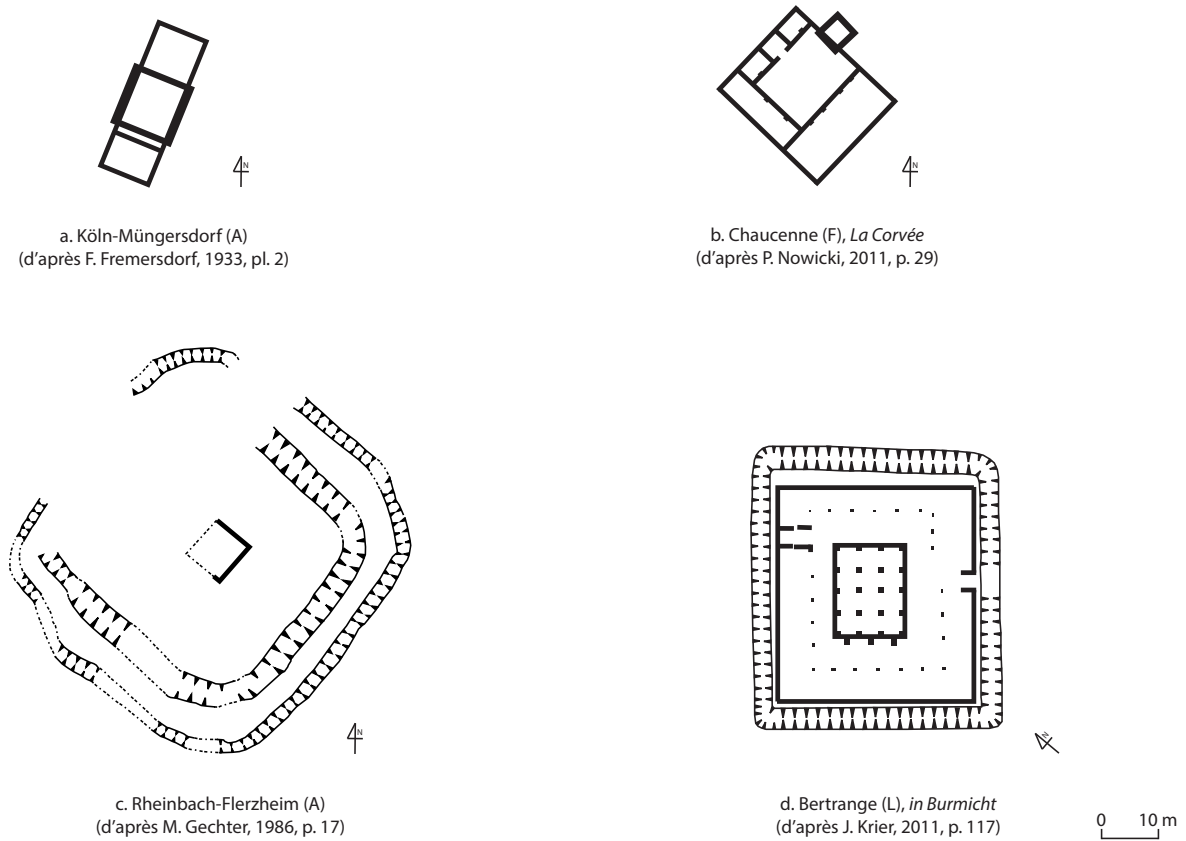 N
N
a. Köln-Müngersdorf (A)
(d'après F. Fremersdorf, 1933, pl. 2)
b. Chaucenne (F), La Corvée
(d'après P. Nowicki, 2011, p. 29)
N
N
c. Rheinbach-Flerzheim (A)
(d'après M. Gechter, 1986, p. 17)
d. Bertrange (L), in Burmicht
(d'après J. Krier, 2011, p. 117)
0 10 m